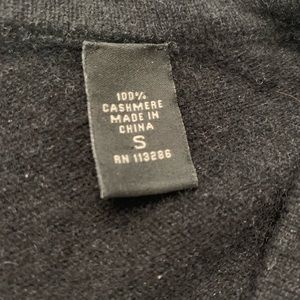 100%
CASHMERE
MADE IN
CHINA
S
RN 113286